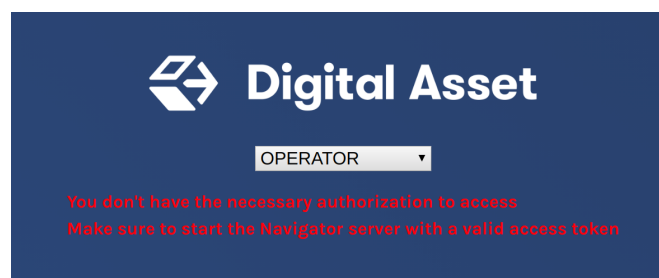 Digital Asset
OPERATOR
You don't have the necessary authorization to access
Make sure to start the Navigator server with a valid access token